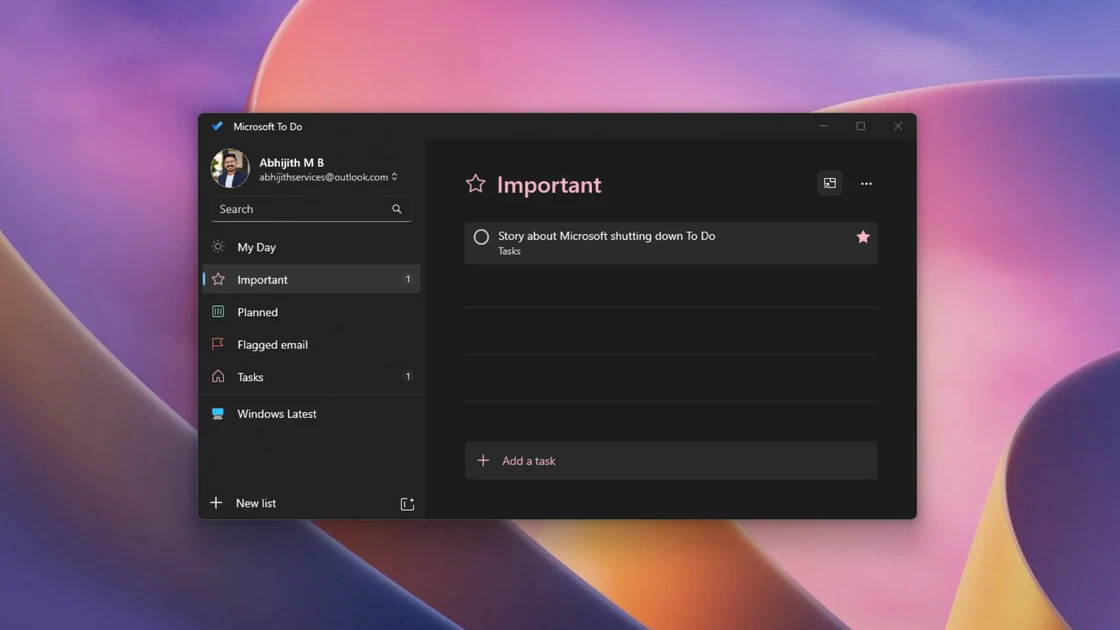 Microsoft To Do
Abhijith M B
abhijithservices@outlook.com
Search
My Day
Important 1
Planned
Flagged email
Tasks 1
Windows Latest
New list
Important
Story about Microsoft shutting down To Do
Tasks
Add a task